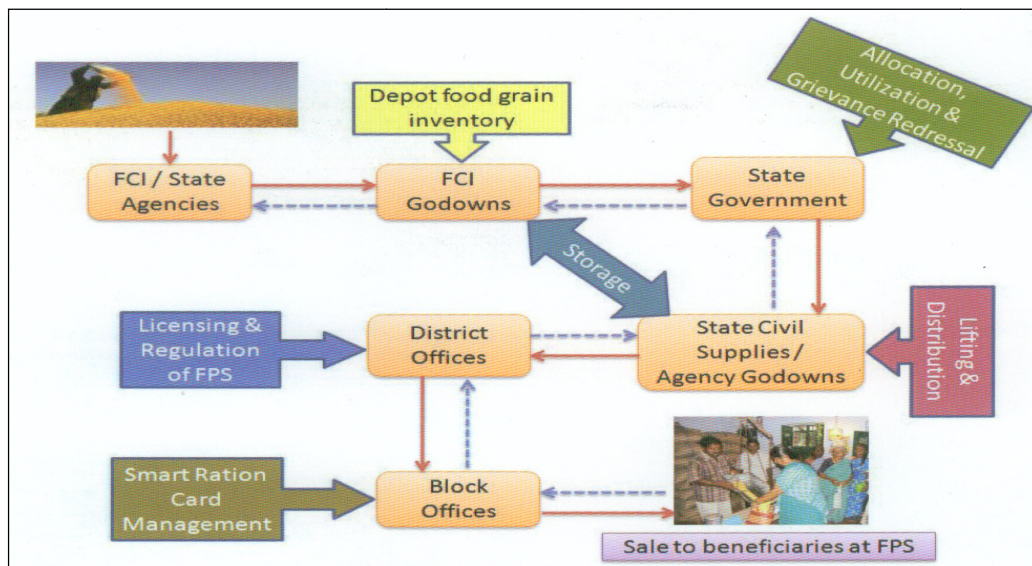 Allocation,
Utilization &
Grievance Redressal
Depot food grain
inventory
FCI / State
Agencies
FCI
Godowns
State
Government
Storage
Licensing &
Regulation
of FPS
District
Offices
State Civil
Supplies /
Agency Godowns
Lifting &
Distribution
Smart Ration
Card
Management
Block
Offices
Sale to beneficiaries at FPS